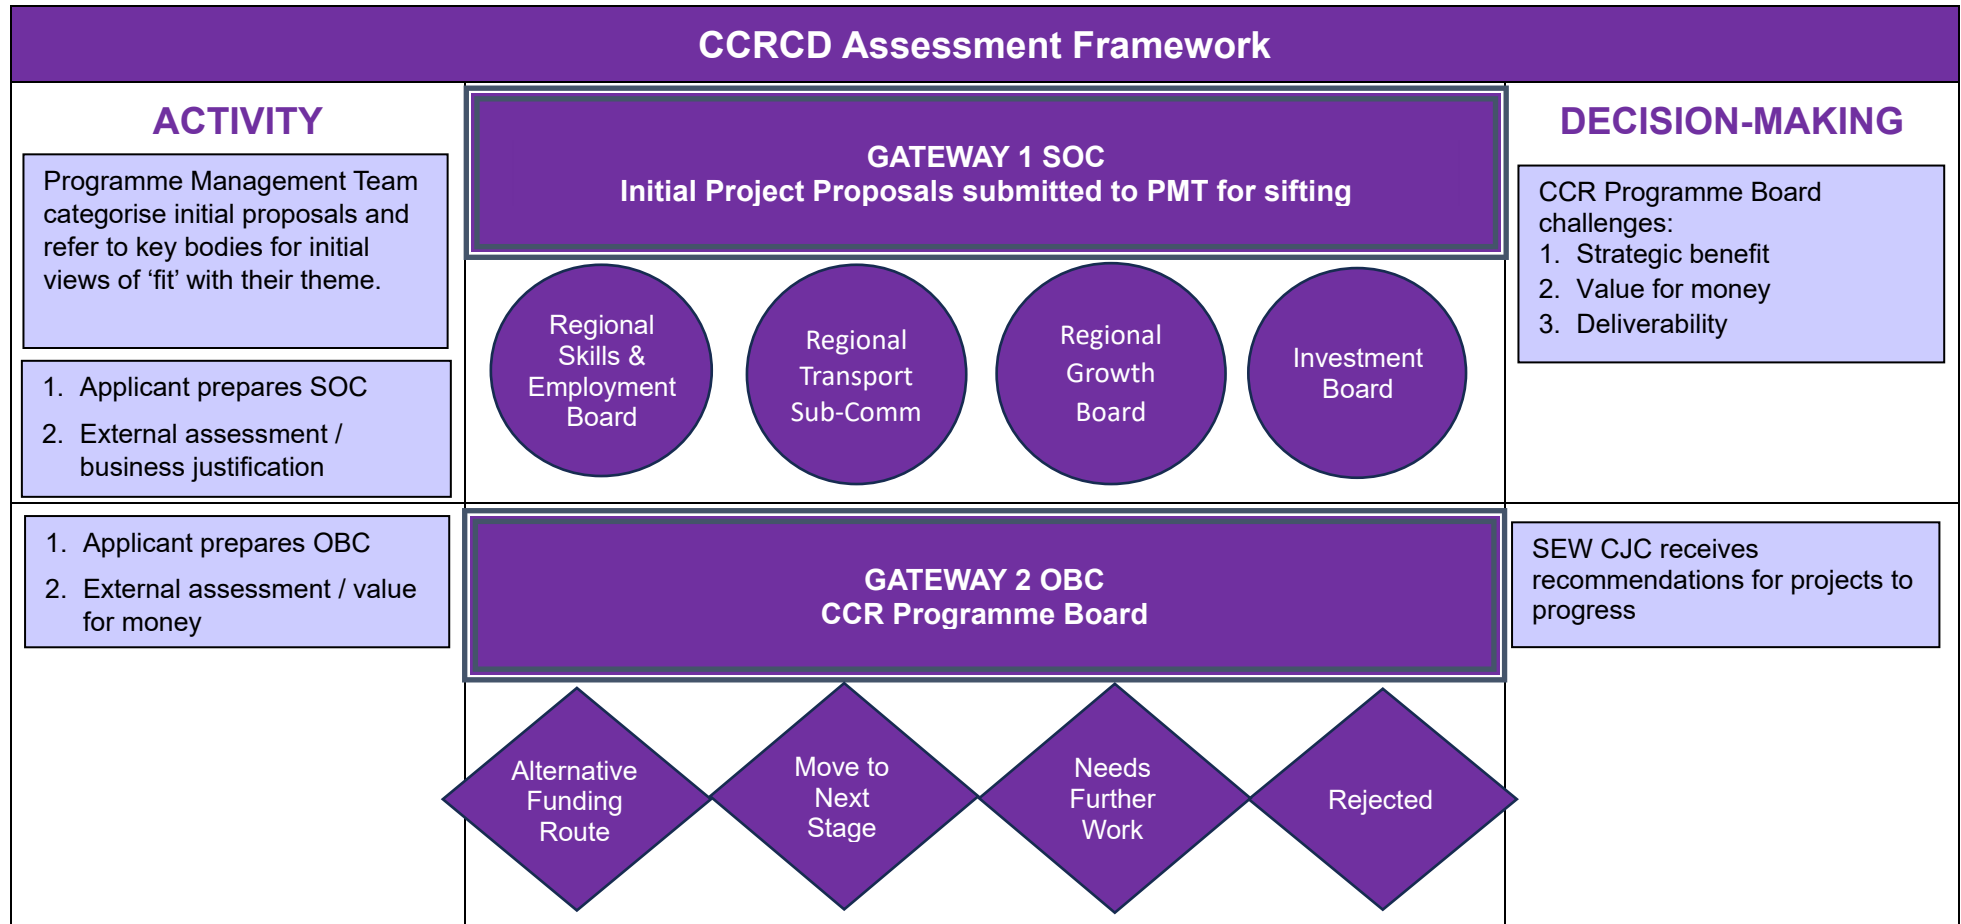 CCRCD Assessment Framework
ACTIVITY
Programme Management Team
categorise initial proposals and
refer to key bodies for initial
views of ‘fit’ with their theme.
1. Applicant prepares SOC
2. External assessment /
business justification
GATEWAY 1 SOC
Initial Project Proposals submitted to PMT for sifting
Regional
Skills &
Employment
Board
Regional
Transport
Sub-Comm
Regional
Growth
Board
Investment
Board
DECISION-MAKING
CCR Programme Board
challenges:
1. Strategic benefit
2. Value for money
3. Deliverability
1. Applicant prepares OBC
2. External assessment / value
for money
GATEWAY 2 OBC
CCR Programme Board
Alternative
Funding
Route
Move to
Next
Stage
Needs
Further
Work
Rejected
SEW CJC receives
recommendations for projects to
progress